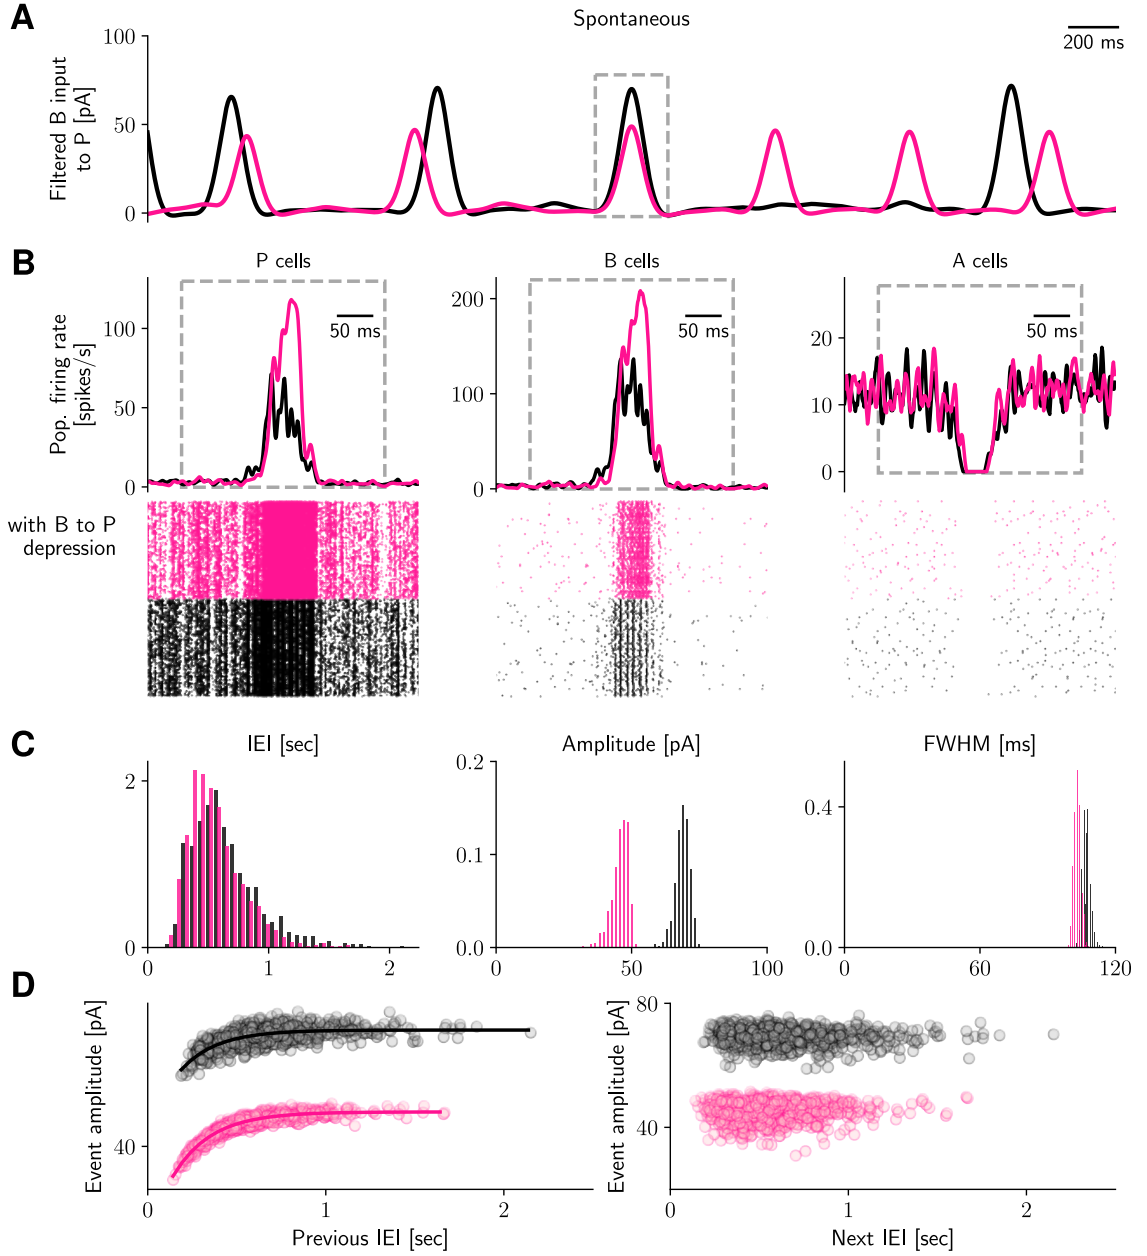 A
Spontaneous
200 ms
Filtered B input
to P [pA]
100
50
0
B
P cells
B cells
A cells
Pop. firing rate
[spikes/s]
100
50
0
50 ms
200
100
0
50 ms
20
10
0
50 ms
with B to P
depression
C
IEI [sec]
Amplitude [pA]
FWHM [ms]
2
0
0 1 2
0.2
0.1
0.0
0 50 100
0.4
0.0
0 60 120
D
Event amplitude [pA]
40
0 1 2
Previous IEI [sec]
Event amplitude [pA]
80
40
0 1 2
Next IEI [sec]